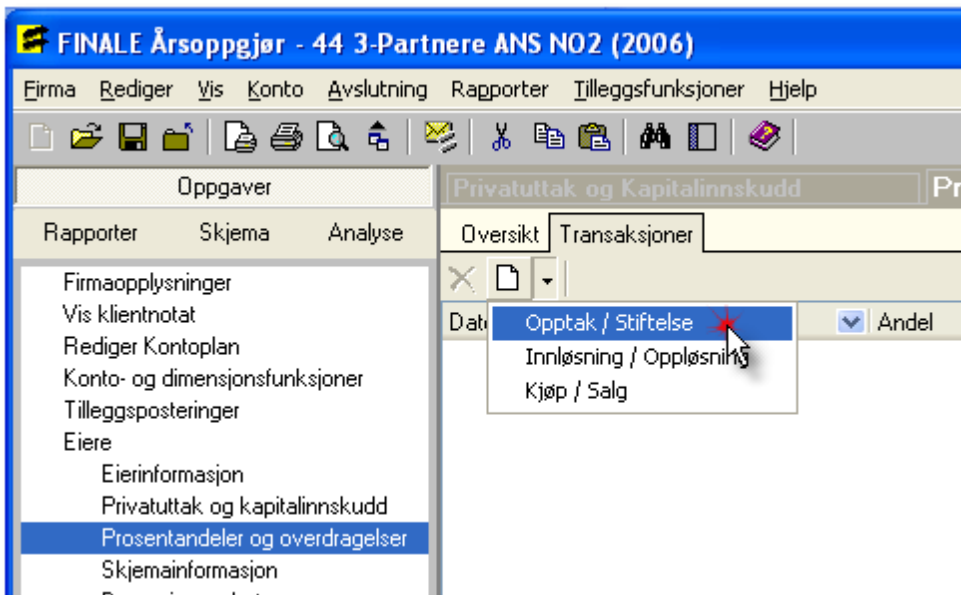 FINALE Årsoppgjør - 44 3-Partnere ANS NO2 (2006)
Firma Rediger Vis Konto Avslutning Rapporter Tilleggsfunksjoner Hjelp
Oppgaver
Privatuttak og Kapitalinnskudd Pr
Rapporter Skjema Analyse
Oversikt Transaksjoner
Firmaopplysninger
Vis klientnotat
Rediger Kontoplan
Konto- og dimensjonsfunksjoner
Tilleggsposteringer
Eiere
Eierinformasjon
Privatuttak og kapitalinnskudd
Prosentandeler og overdragelser
Skjemainformasjon
Dat Andel
Opptak / Stiftelse
Innløsning / Oppløsning
Kjøp / Salg